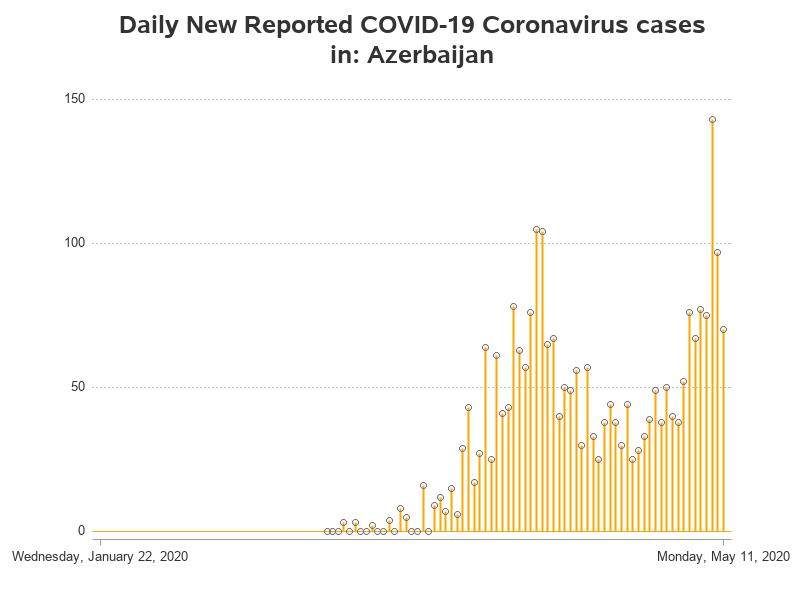 Daily New Reported COVID-19 Coronavirus cases
in: Azerbaijan
150
100
50
0
Wednesday, January 22, 2020
Monday, May 11, 2020